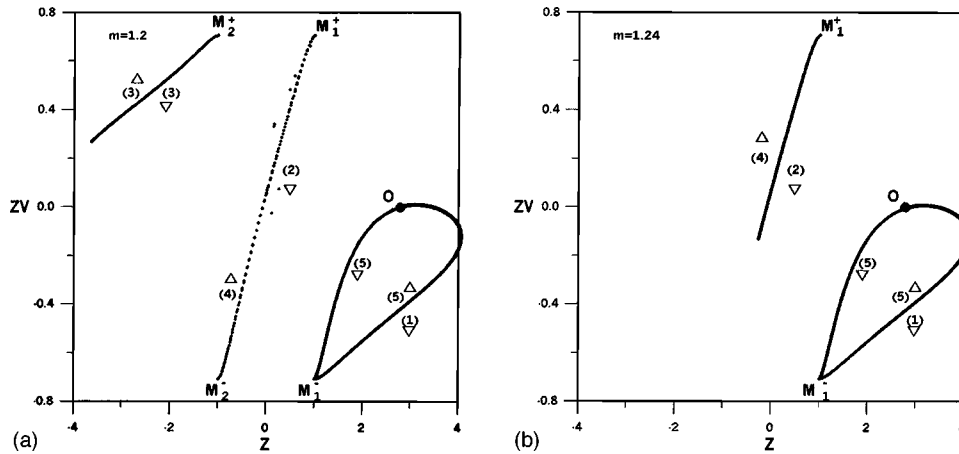 0.8
m=1.2
M₂⁺
M₁⁺
(3)
(3)
0.4
(2)
O
ZV
0.0
(5)
(4)
(5)
-0.4
(1)
M₂⁻
M₁⁻
-0.8
-4
-2
0
2
4
(a)
Z
0.8
m=1.24
M₁⁺
0.4
(4)
(2)
O
ZV
0.0
(5)
(5)
-0.4
(1)
M₁⁻
-0.8
-4
-2
0
2
4
(b)
Z